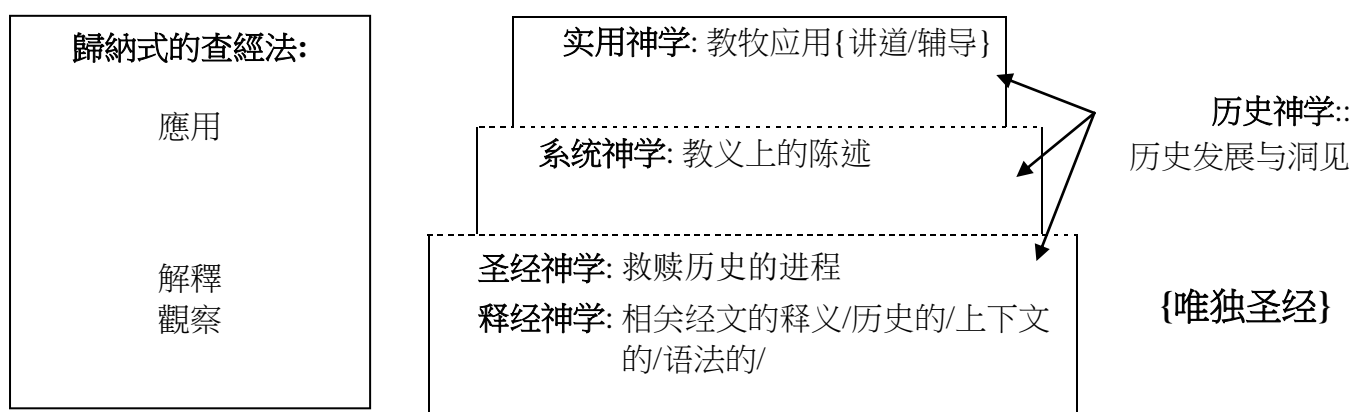 歸納式的查經法:
應用
解釋
觀察
实用神学: 教牧应用{讲道/辅导}
系统神学: 教义上的陈述
圣经神学: 救赎历史的进程
释经神学: 相关经文的释义/历史的/上下文
的/语法的/
历史神学::
历史发展与洞见
{唯独圣经}